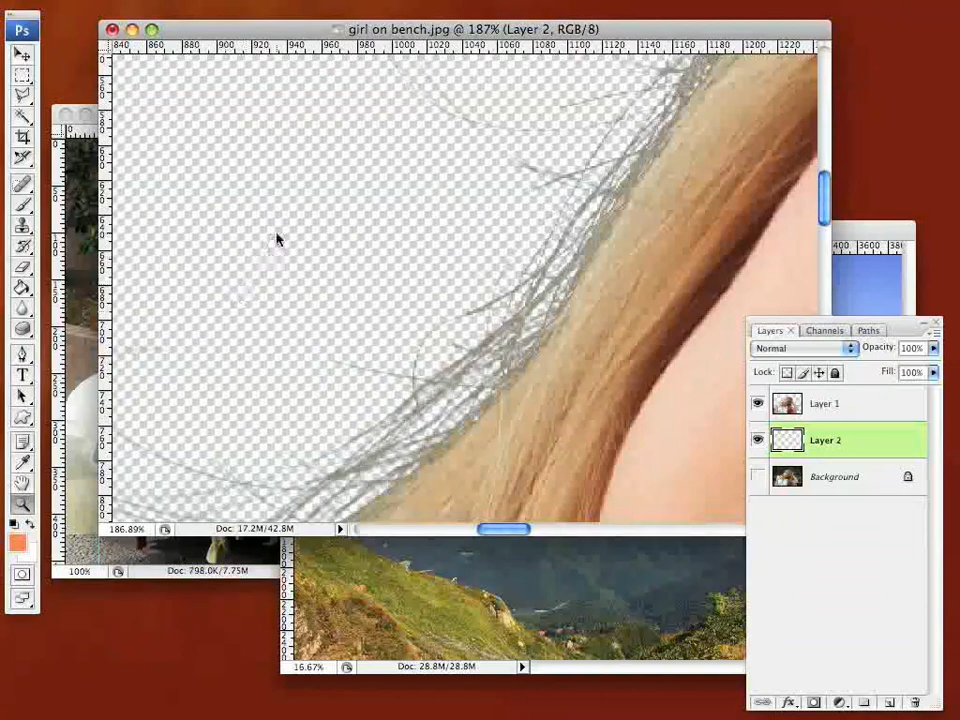 Ps
girl on bench.jpg @ 187% (Layer 2, RGB/8)
840 860 880 900 920 940 960 980 1000 1020 1040 1060 1080 1100 1120 1140 1160 1180 1200 1220
186.89% Doc: 17.2M/42.8M
100% Doc: 798.0K/7.75M
16.67% Doc: 28.8M/28.8M
400 3600 380
Layers Channels Paths
Normal Opacity: 100%
Lock: Fill: 100%
Layer 1
Layer 2
Background
T
fx